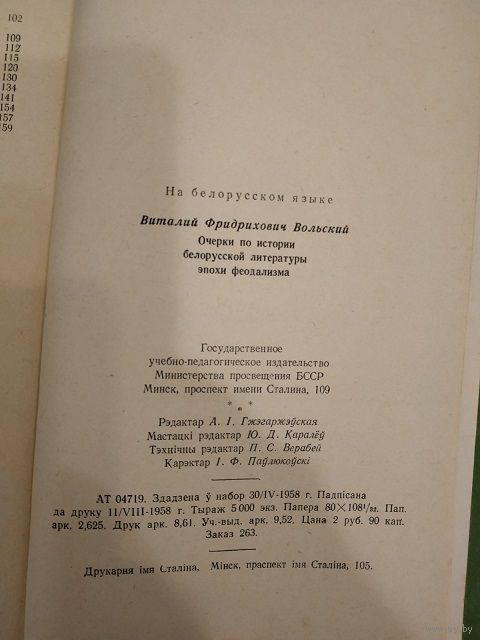 102
109
112
115
120
130
134
141
154
157
159
На белорусском языке
Виталий Фридрихович Вольский
Очерки по истории
белорусской литературы
эпохи феодализма
Государственное
учебно-педагогическое издательство
Министерства просвещения БССР
Минск, проспект имени Сталина, 109
* * *
Рэдактар А. І. Гжэгаржэўская
Мастацкі рэдактар Ю. Д. Каралёў
Тэхнічны рэдактар П. С. Верабей
Карэктар І. Ф. Паўлюкоўскі
АТ 04719. Здадзена ў набор 30/IV-1958 г. Падпісана
да друку 11/VIII-1958 г. Тыраж 5 000 экз. Папера 80×108¹/₃₂. Пап.
арк. 2,625. Друк арк. 8,61. Уч.-выд. арк. 9,52. Цана 2 руб. 90 кап.
Заказ 263.
Друкарня імя Сталіна, Мінск, праспект імя Сталіна, 105.